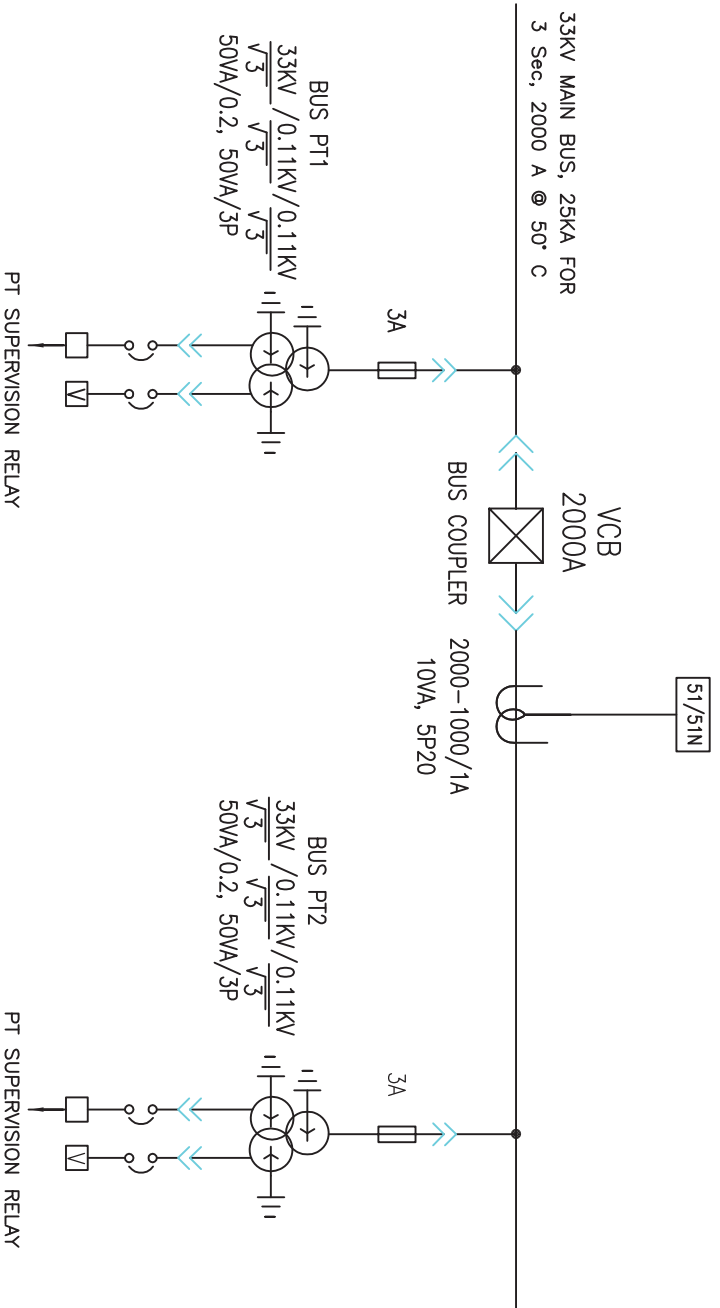 33KV MAIN BUS, 25KA FOR
3 Sec, 2000 A @ 50° C
VCB
2000A
BUS COUPLER
51/51N
2000-1000/1A
10VA, 5P20
3A
BUS PT1
33KV/√3 /0.11KV/√3 /0.11KV/√3
50VA/0.2, 50VA/3P
V
PT SUPERVISION RELAY
3A
BUS PT2
33KV/√3 /0.11KV/√3 /0.11KV/√3
50VA/0.2, 50VA/3P
V
PT SUPERVISION RELAY